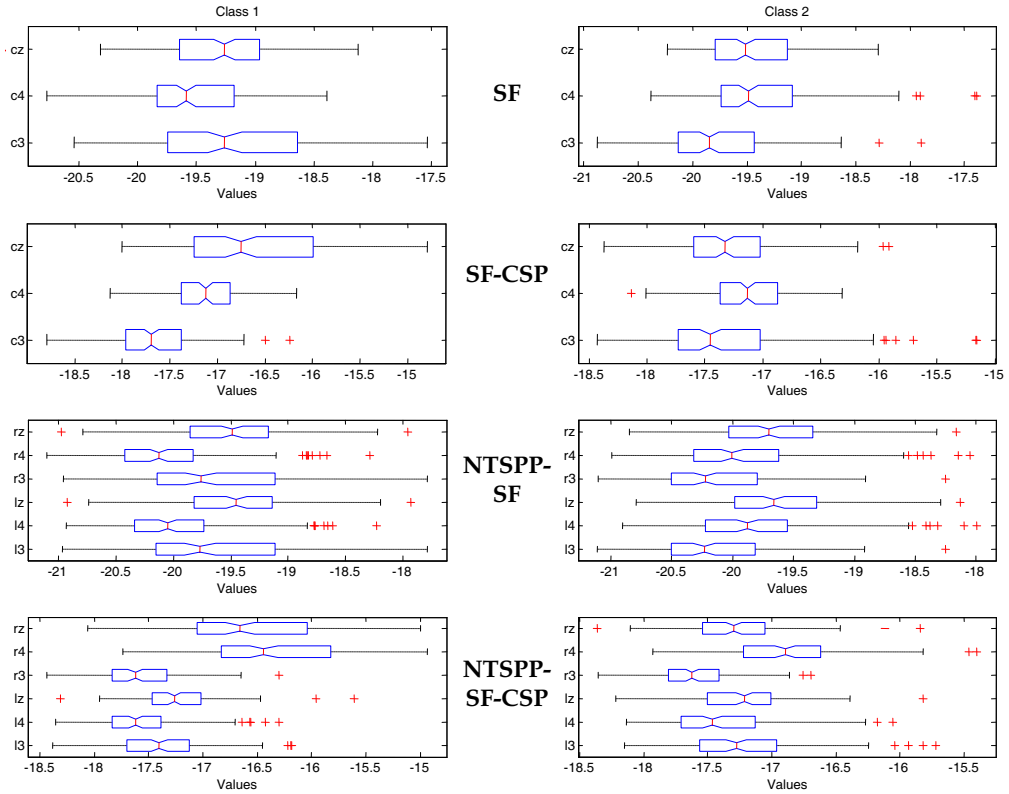 Class 1
Class 2
cz
c4
c3
-20.5 -20 -19.5 -19 -18.5 -18 -17.5
Values
SF
cz
c4
c3
-21 -20.5 -20 -19.5 -19 -18.5 -18 -17.5
Values
cz
c4
c3
-18.5 -18 -17.5 -17 -16.5 -16 -15.5 -15
Values
SF-CSP
cz
c4
c3
-18.5 -18 -17.5 -17 -16.5 -16 -15.5 -15
Values
rz
r4
r3
lz
l4
l3
-21 -20.5 -20 -19.5 -19 -18.5 -18
Values
NTSPP-
SF
rz
r4
r3
lz
l4
l3
-21 -20.5 -20 -19.5 -19 -18.5 -18
Values
rz
r4
r3
lz
l4
l3
-18.5 -18 -17.5 -17 -16.5 -16 -15.5 -15
Values
NTSPP-
SF-CSP
rz
r4
r3
lz
l4
l3
-18.5 -18 -17.5 -17 -16.5 -16 -15.5
Values